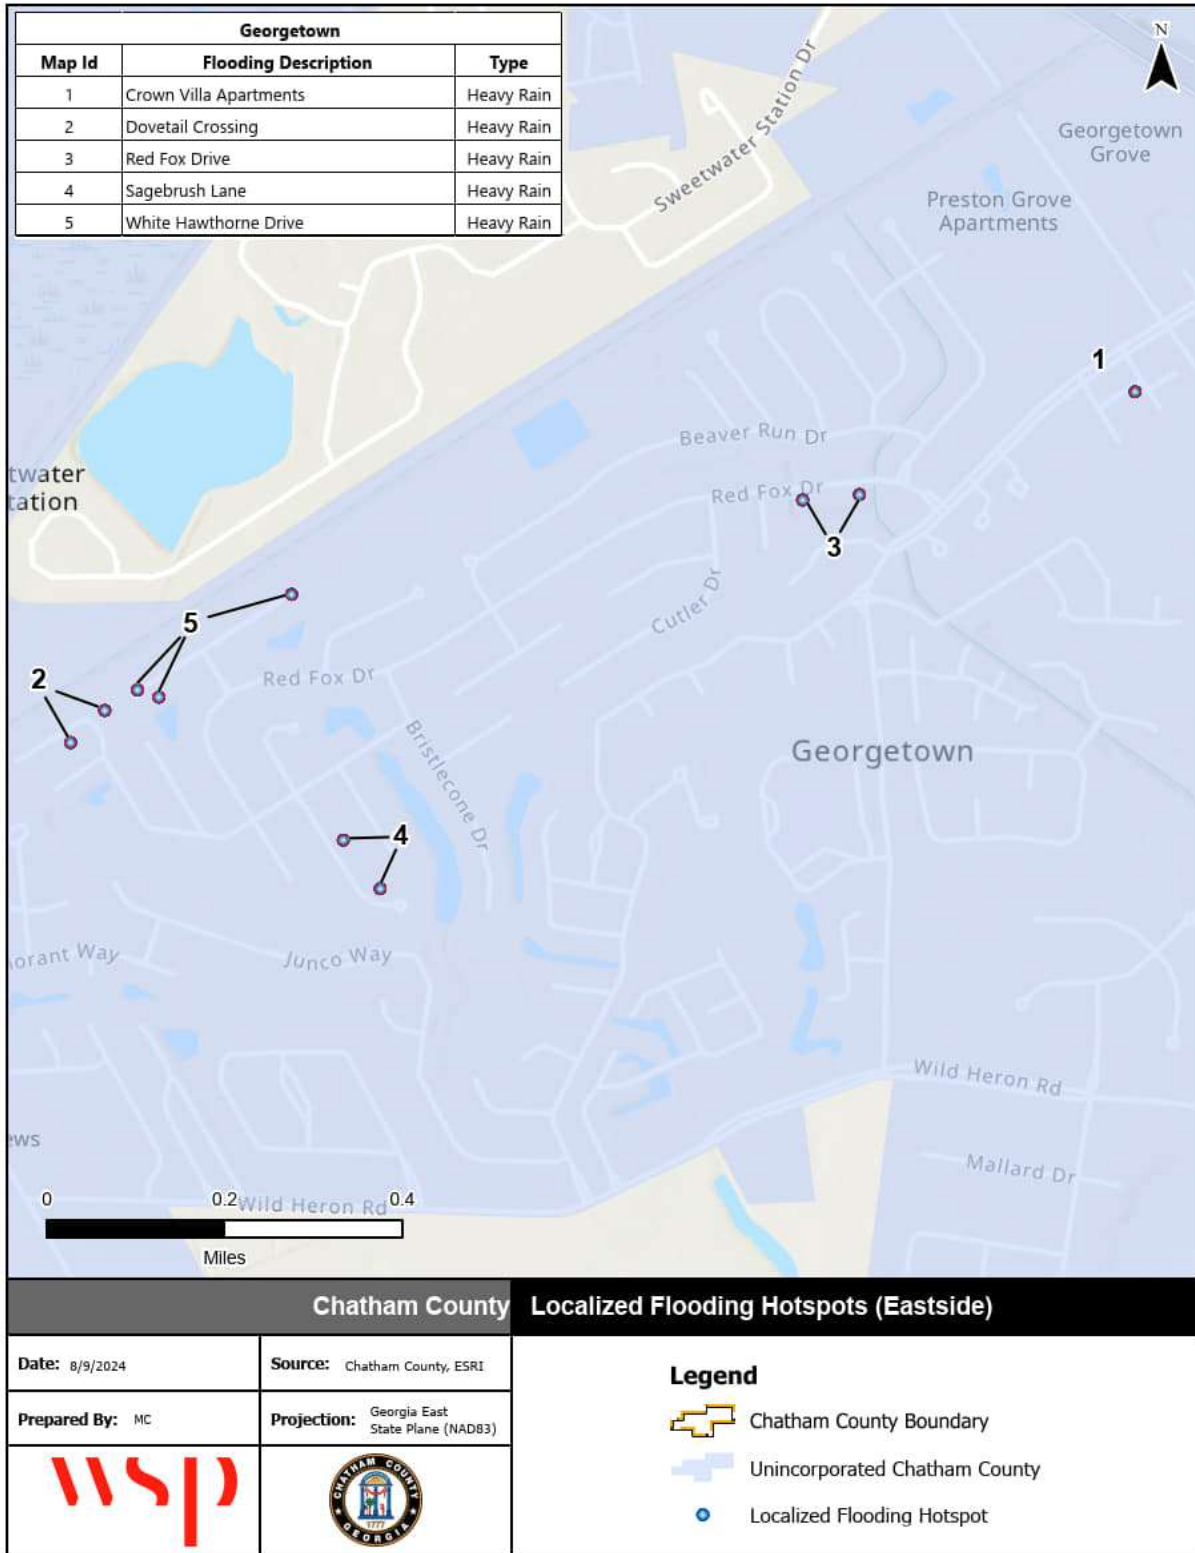 Georgetown
Map Id Flooding Description Type
1 Crown Villa Apartments Heavy Rain
2 Dovetail Crossing Heavy Rain
3 Red Fox Drive Heavy Rain
4 Sagebrush Lane Heavy Rain
5 White Hawthorne Drive Heavy Rain
N
Sweetwater Station Dr
Georgetown
Grove
Preston Grove
Apartments
1
Beaver Run Dr
twater
tation
Red Fox Dr
3
Cutler Dr
5
2
Red Fox Dr
Bristlecone Dr
Georgetown
4
orant Way
Junco Way
Wild Heron Rd
ews
Mallard Dr
0 0.2 0.4
Wild Heron Rd
Miles
Chatham County Localized Flooding Hotspots (Eastside)
Date: 8/9/2024
Source: Chatham County, ESRI
Prepared By: MC
Projection: Georgia East
State Plane (NAD83)
wsp
CHATHAM COUNTY
1777
GEORGIA
Legend
Chatham County Boundary
Unincorporated Chatham County
Localized Flooding Hotspot